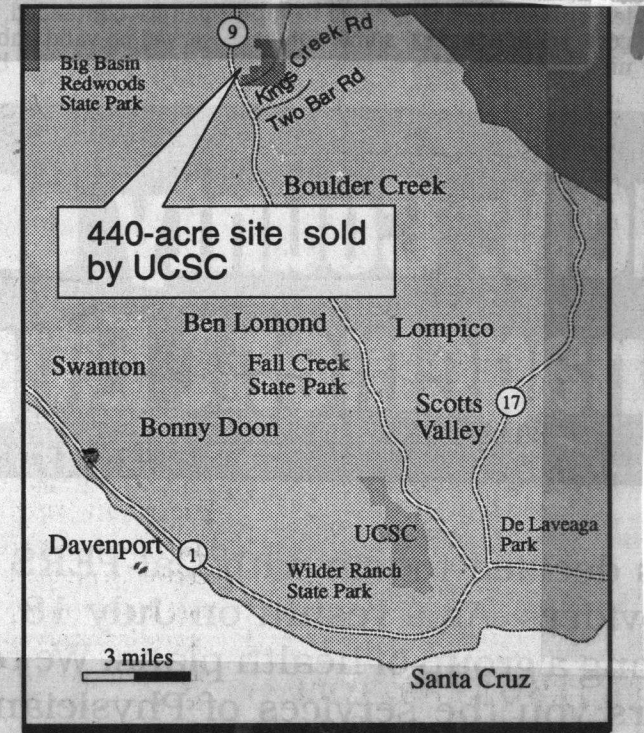 9
Kings Creek Rd
Big Basin
Redwoods
State Park
Two Bar Rd
Boulder Creek
440-acre site sold
by UCSC
Ben Lomond
Lompico
Swanton
Fall Creek
State Park
Scotts
Valley
17
Bonny Doon
UCSC
De Laveaga
Park
Davenport
1
Wilder Ranch
State Park
3 miles
Santa Cruz